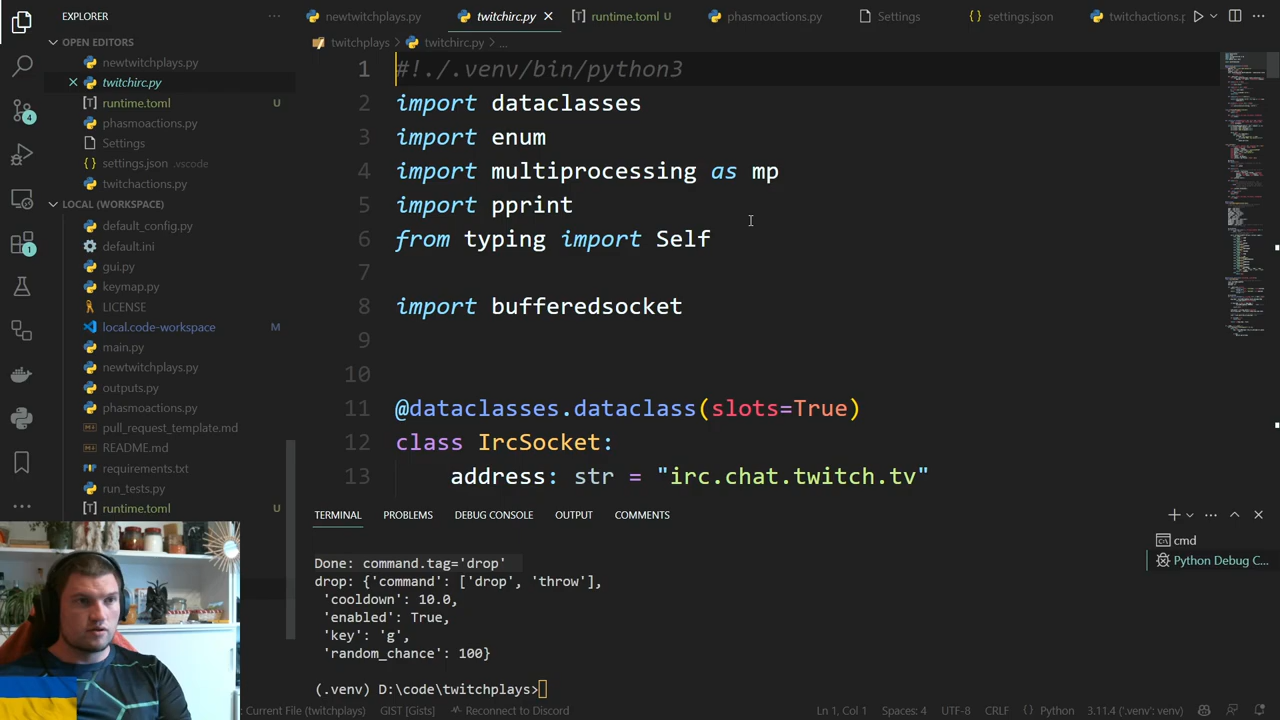 EXPLORER
OPEN EDITORS
newtwitchplays.py
twitchirc.py
runtime.toml U
phasmoactions.py
Settings
settings.json .vscode
twitchactions.py
LOCAL (WORKSPACE)
default_config.py
default.ini
gui.py
keymap.py
LICENSE
local.code-workspace M
main.py
newtwitchplays.py
outputs.py
phasmoactions.py
pull_request_template.md
README.md
requirements.txt
run_tests.py
runtime.toml U
4
1
newtwitchplays.py twitchirc.py runtime.toml U phasmoactions.py Settings settings.json twitchactions.p
twitchplays > twitchirc.py > ...
1 #!./.venv/bin/python3
2 import dataclasses
3 import enum
4 import multiprocessing as mp
5 import pprint
6 from typing import Self
7
8 import bufferedsocket
9
10
11 @dataclasses.dataclass(slots=True)
12 class IrcSocket:
13 address: str = "irc.chat.twitch.tv"
TERMINAL PROBLEMS DEBUG CONSOLE OUTPUT COMMENTS
Done: command.tag='drop'
drop: {'command': ['drop', 'throw'],
'cooldown': 10.0,
'enabled': True,
'key': 'g',
'random_chance': 100}
(.venv) D:\code\twitchplays>
cmd
Python Debug C...
Current File (twitchplays) GIST [Gists] Reconnect to Discord Ln 1, Col 1 Spaces: 4 UTF-8 CRLF Python 3.11.4 ('.venv': venv)